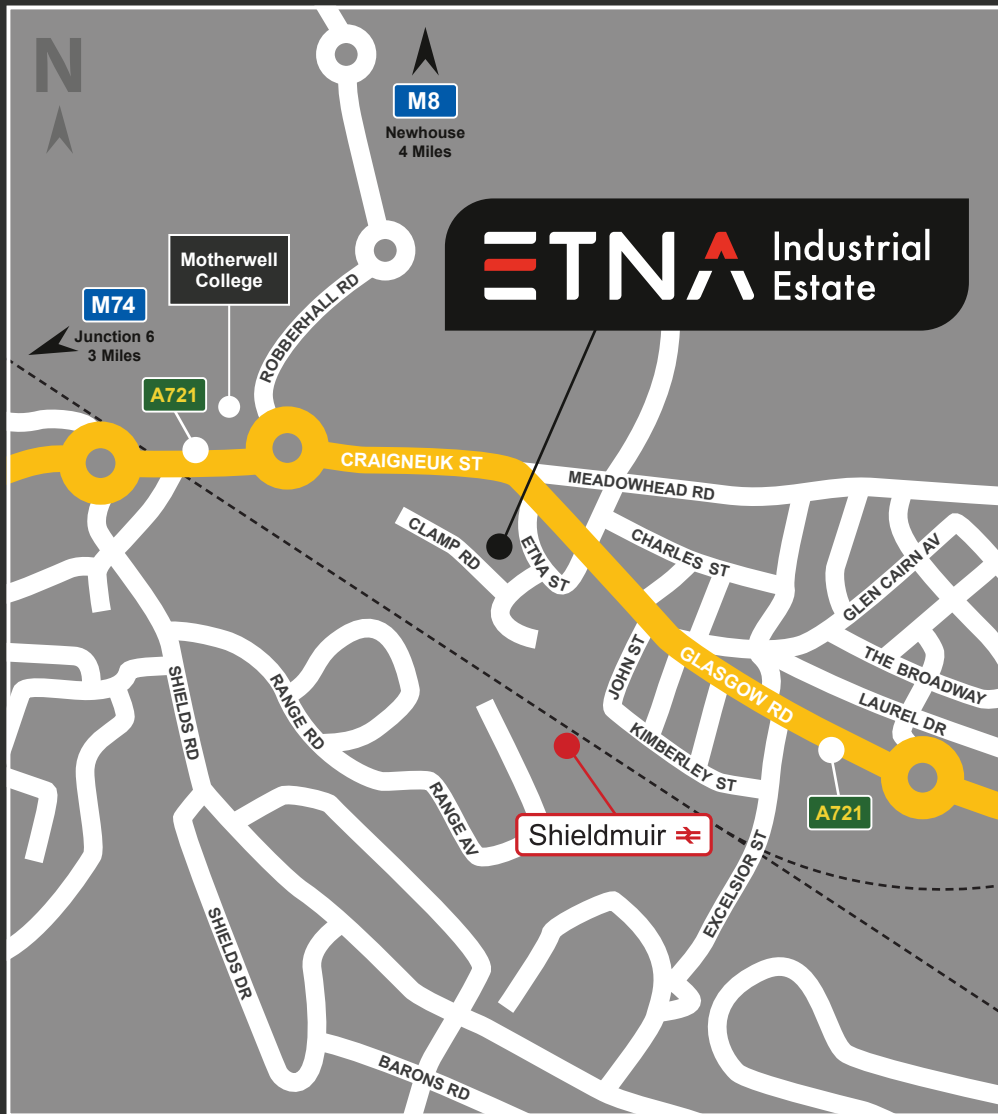 N
M8
Newhouse
4 Miles
ETNA Industrial
Estate
Motherwell
College
M74
Junction 6
3 Miles
ROBBERHALL RD
A721
CRAIGNEUK ST
MEADOWHEAD RD
CLAMP RD
ETNA ST
CHARLES ST
GLEN CAIRN AV
THE BROADWAY
LAUREL DR
JOHN ST
GLASGOW RD
KIMBERLEY ST
SHIELDS RD
RANGE RD
RANGE AV
Shieldmuir
A721
EXCELSIOR ST
SHIELDS DR
BARONS RD